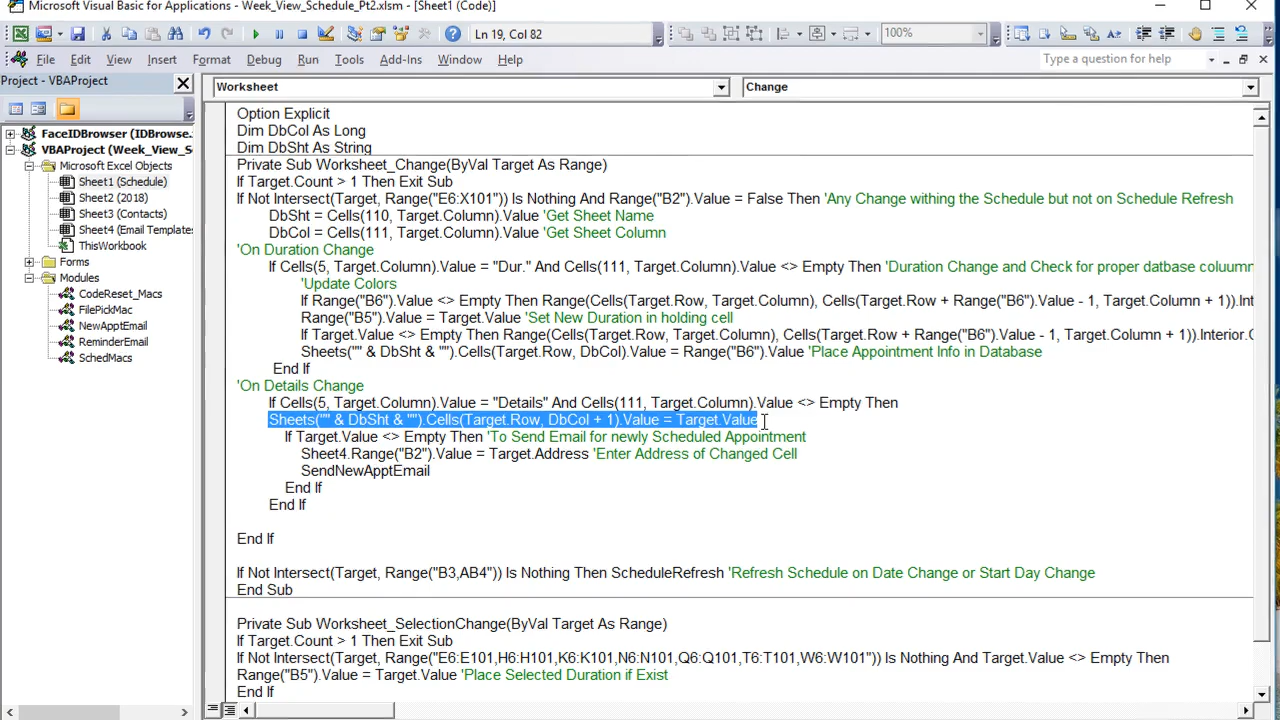 Microsoft Visual Basic for Applications - Week_View_Schedule_Pt2.xlsm - [Sheet1 (Code)]
Ln 19, Col 82
100%
File Edit View Insert Format Debug Run Tools Add-Ins Window Help
Type a question for help
Project - VBAProject
Worksheet
Change
FaceIDBrowser (IDBrowse.
VBAProject (Week_View_S
Microsoft Excel Objects
Sheet1 (Schedule)
Sheet2 (2018)
Sheet3 (Contacts)
Sheet4 (Email Templates
ThisWorkbook
Forms
Modules
CodeReset_Macs
FilePickMac
NewApptEmail
ReminderEmail
SchedMacs
Option Explicit
Dim DbCol As Long
Dim DbSht As String
Private Sub Worksheet_Change(ByVal Target As Range)
If Target.Count > 1 Then Exit Sub
If Not Intersect(Target, Range("E6:X101")) Is Nothing And Range("B2").Value = False Then 'Any Change withing the Schedule but not on Schedule Refresh
DbSht = Cells(110, Target.Column).Value 'Get Sheet Name
DbCol = Cells(111, Target.Column).Value 'Get Sheet Column
'On Duration Change
If Cells(5, Target.Column).Value = "Dur." And Cells(111, Target.Column).Value <> Empty Then 'Duration Change and Check for proper datbase coluumn
'Update Colors
If Range("B6").Value <> Empty Then Range(Cells(Target.Row, Target.Column), Cells(Target.Row + Range("B6").Value - 1, Target.Column + 1)).Int
Range("B5").Value = Target.Value 'Set New Duration in holding cell
If Target.Value <> Empty Then Range(Cells(Target.Row, Target.Column), Cells(Target.Row + Range("B6").Value - 1, Target.Column + 1)).Interior.C
Sheets("" & DbSht & "").Cells(Target.Row, DbCol).Value = Range("B6").Value 'Place Appointment Info in Database
End If
'On Details Change
If Cells(5, Target.Column).Value = "Details" And Cells(111, Target.Column).Value <> Empty Then
Sheets("" & DbSht & "").Cells(Target.Row, DbCol + 1).Value = Target.Value
If Target.Value <> Empty Then 'To Send Email for newly Scheduled Appointment
Sheet4.Range("B2").Value = Target.Address 'Enter Address of Changed Cell
SendNewApptEmail
End If
End If
End If
If Not Intersect(Target, Range("B3,AB4")) Is Nothing Then ScheduleRefresh 'Refresh Schedule on Date Change or Start Day Change
End Sub
Private Sub Worksheet_SelectionChange(ByVal Target As Range)
If Target.Count > 1 Then Exit Sub
If Not Intersect(Target, Range("E6:E101,H6:H101,K6:K101,N6:N101,Q6:Q101,T6:T101,W6:W101")) Is Nothing And Target.Value <> Empty Then
Range("B5").Value = Target.Value 'Place Selected Duration if Exist
End If